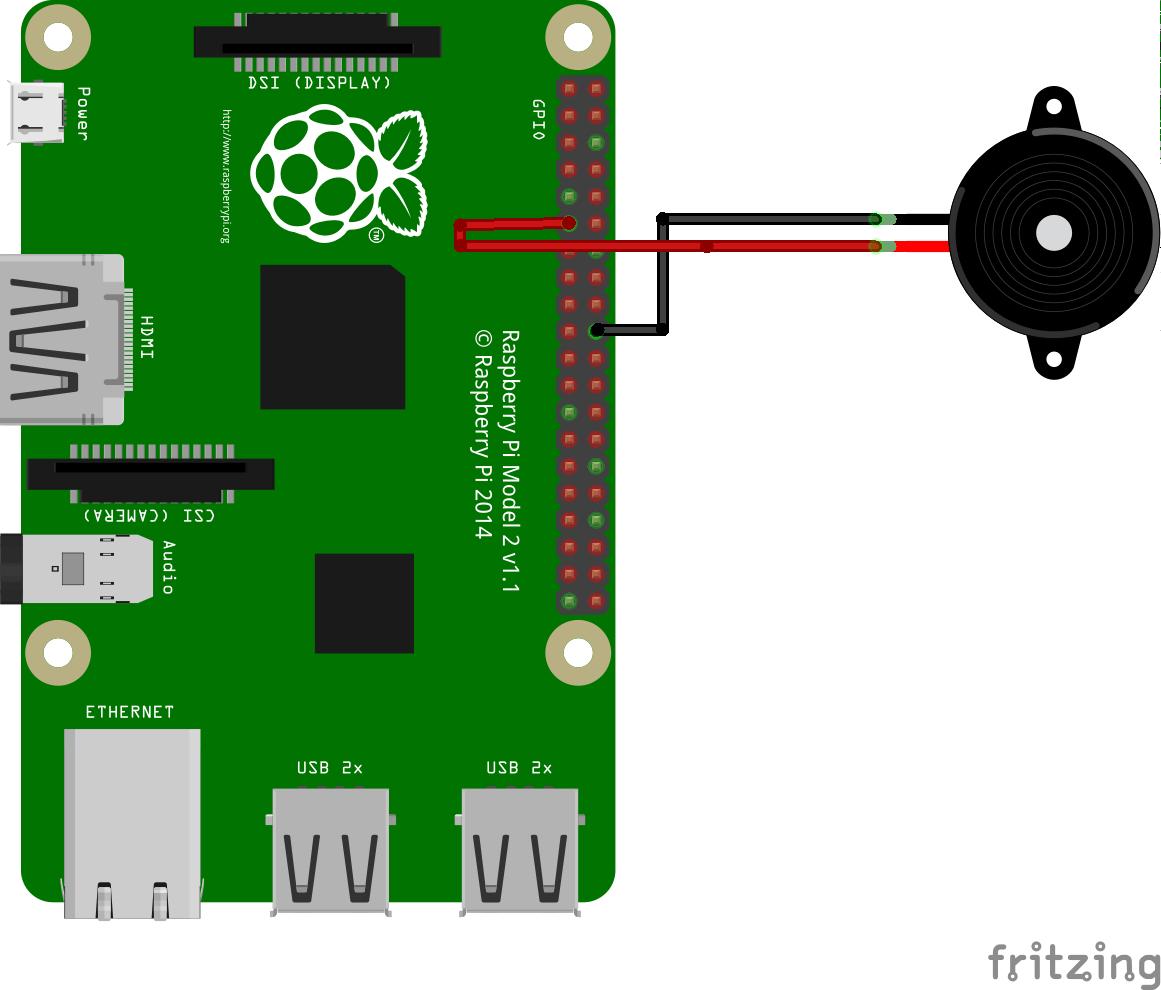 DSI (DISPLAY)
Power
http://www.raspberrypi.org
GPIO
TM
HDMI
Raspberry Pi Model 2 v1.1
© Raspberry Pi 2014
CSI (CAMERA)
Audio
ETHERNET
USB 2x
USB 2x
fritzing